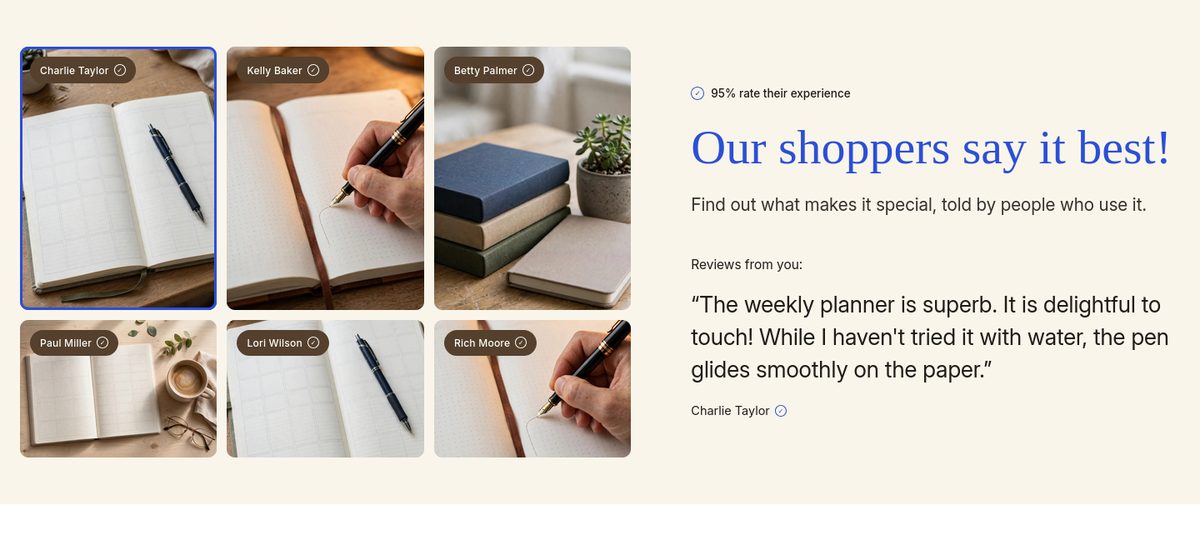 Charlie Taylor
Kelly Baker
Betty Palmer
Paul Miller
Lori Wilson
Rich Moore
95% rate their experience
Our shoppers say it best!
Find out what makes it special, told by people who use it.
Reviews from you:
“The weekly planner is superb. It is delightful to
touch! While I haven't tried it with water, the pen
glides smoothly on the paper.”
Charlie Taylor